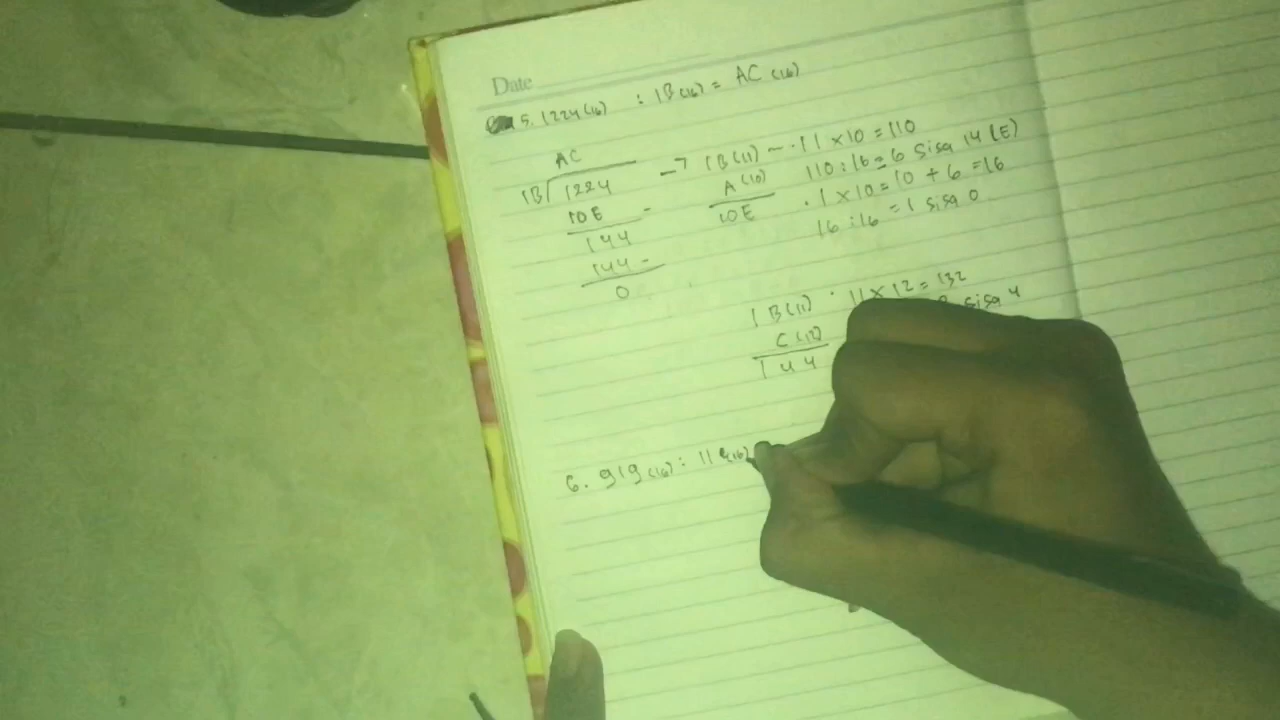 Date
5. 1224(16) : 1B(16) = AC (16)
AC
1B 1224
10E -
144
144 -
0
→ 1B(11) - . 11 x 10 = 110
A(10) 110 : 16 = 6 sisa 14 (E)
10E . 1 x 10 = 10 + 6 = 16
16 : 16 = 1 sisa 0
1B(11) . 11 x 12 = 132
C(12) sisa 4
144
6. 919(16) : 11